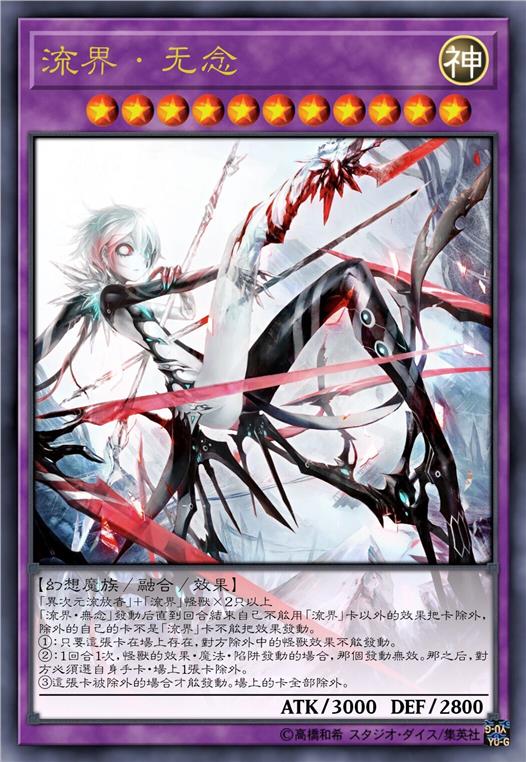 流界·无念
神
【幻想魔族／融合／效果】
「異次元流放者」+「流界」怪獸×2只以上
「流界·無念」發動后直到回合結束自己不能用「流界」卡以外的效果把卡除外,
除外的自己的卡不是「流界」卡不能把效果發動。
①:只要這張卡在場上存在,對方除外中的怪獸效果不能發動。
②:1回合1次,怪獸的效果·魔法·陷阱發動的場合,那個發動無效。那之后,對
方必須選自身手卡·場上1張卡除外。
③這張卡被除外的場合才能發動。場上的卡全部除外。
ATK/3000 DEF/2800
©高橋和希 スタジオ・ダイス/集英社
YU-G
YU-G